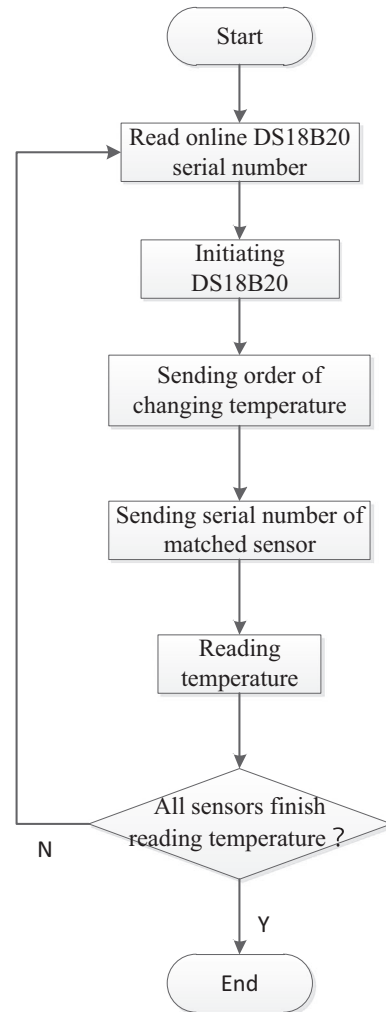 Start
Read online DS18B20
serial number
Initiating
DS18B20
Sending order of
changing temperature
Sending serial number of
matched sensor
Reading
temperature
All sensors finish
reading temperature？
N
Y
End